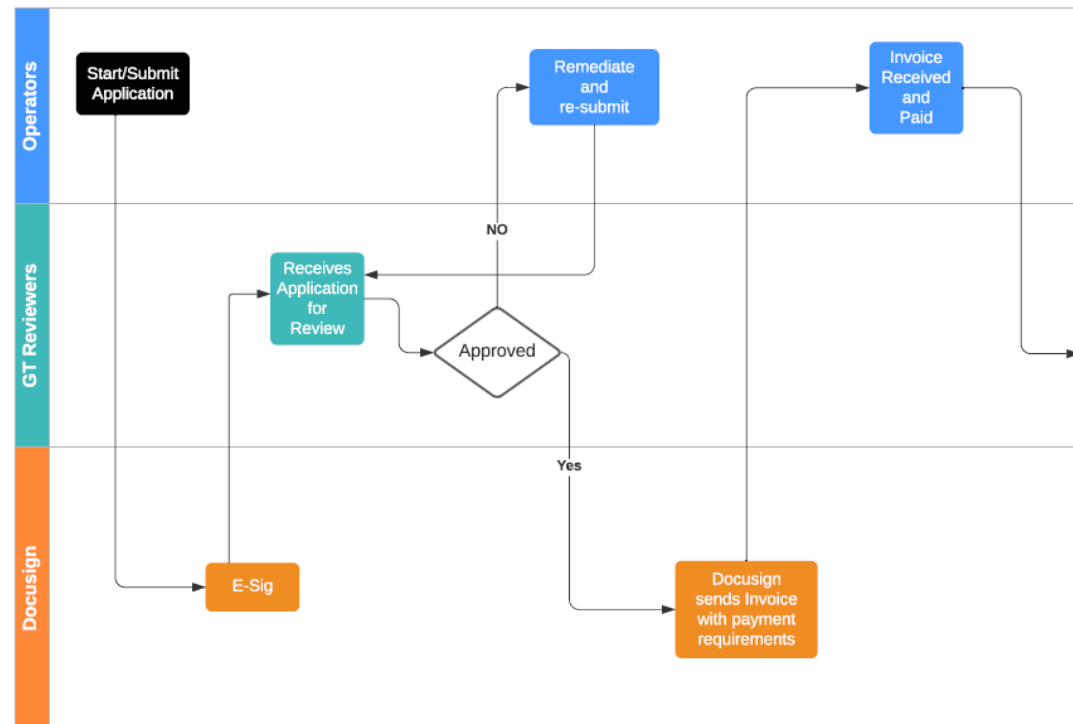 Operators
Start/Submit
Application
Remediate
and
re-submit
Invoice
Received
and
Paid
GT Reviewers
NO
Receives
Application
for
Review
Approved
Yes
Docusign
E-Sig
Docusign
sends Invoice
with payment
requirements